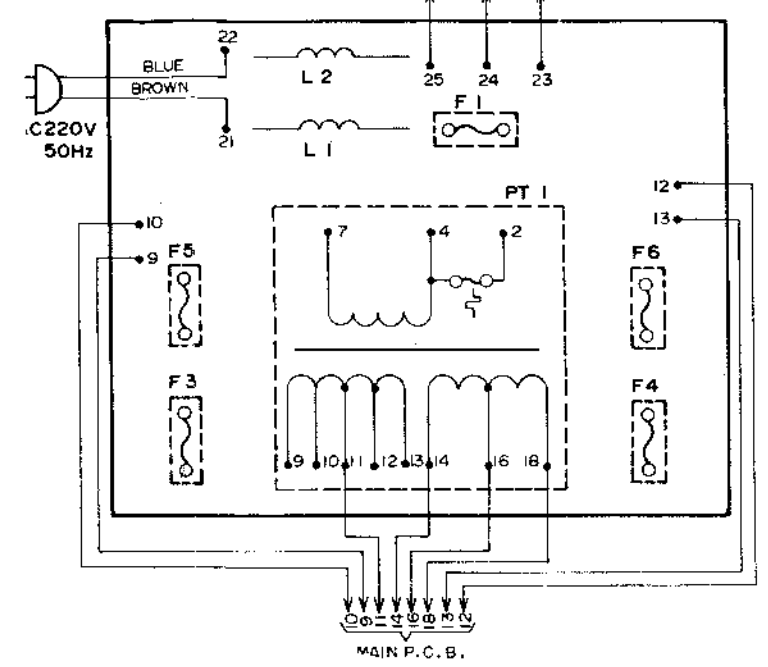 22
BLUE
L 2
25 24 23
BROWN
F 1
C220V
50Hz
21
L 1
PT 1
12
13
10
9
F5
7 4 2
F6
F3
F4
9 10 11 12 13 14 16 18
10 9 11 14 16 18 13 12
MAIN P.C.B.